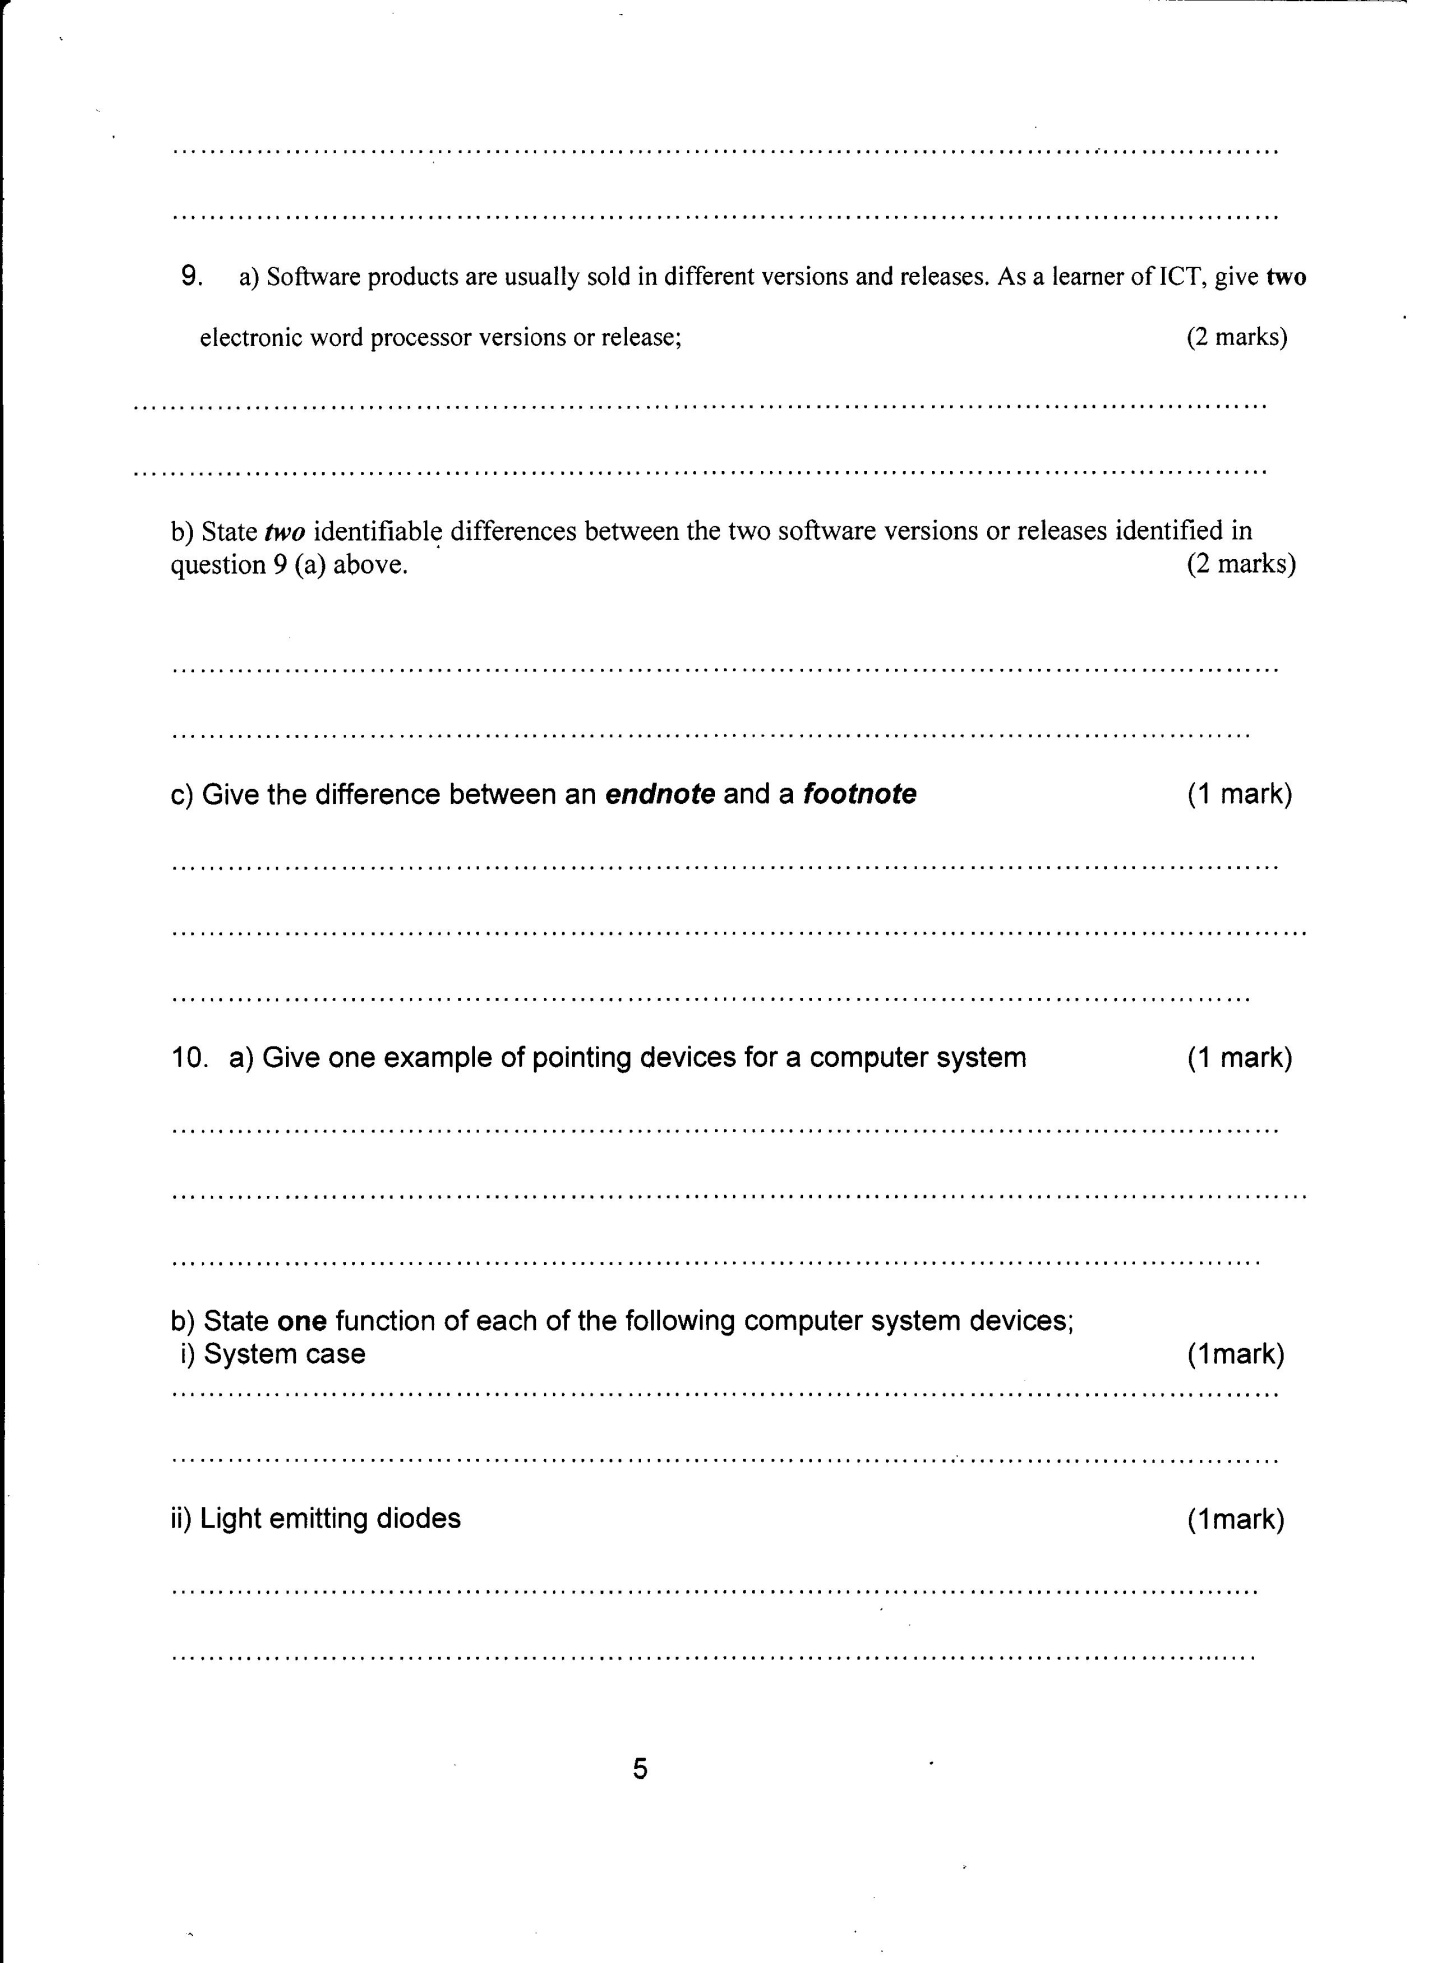 ................................................................................
................................................................................
9. a) Software products are usually sold in different versions and releases. As a learner of ICT, give two
electronic word processor versions or release; (2 marks)
................................................................................
................................................................................
b) State two identifiable differences between the two software versions or releases identified in
question 9 (a) above. (2 marks)
................................................................................
................................................................................
c) Give the difference between an endnote and a footnote (1 mark)
................................................................................
................................................................................
................................................................................
10. a) Give one example of pointing devices for a computer system (1 mark)
................................................................................
................................................................................
................................................................................
b) State one function of each of the following computer system devices;
i) System case (1mark)
................................................................................
................................................................................
ii) Light emitting diodes (1mark)
................................................................................
................................................................................
5